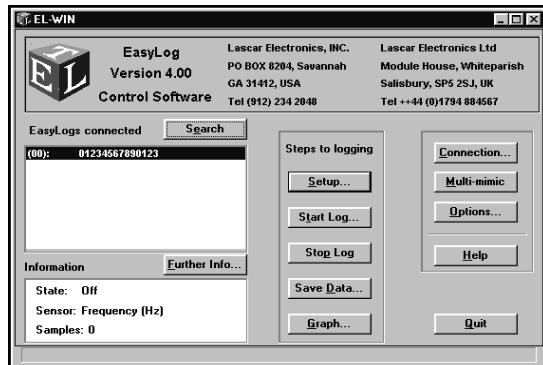 EL-WIN
EL
EasyLog
Version 4.00
Control Software
Lascar Electronics, INC.
PO BOX 8204, Savannah
GA 31412, USA
Tel (912) 234 2048
Lascar Electronics Ltd
Module House, Whiteparish
Salisbury, SP5 2SJ, UK
Tel ++44 (0)1794 884567
EasyLogs connected
Search
(00): 01234567890123
Information
Further Info...
State: Off
Sensor: Frequency (Hz)
Samples: 0
Steps to logging
Setup...
Start Log...
Stop Log
Save Data...
Graph...
Connection...
Multi-mimic
Options...
Help
Quit